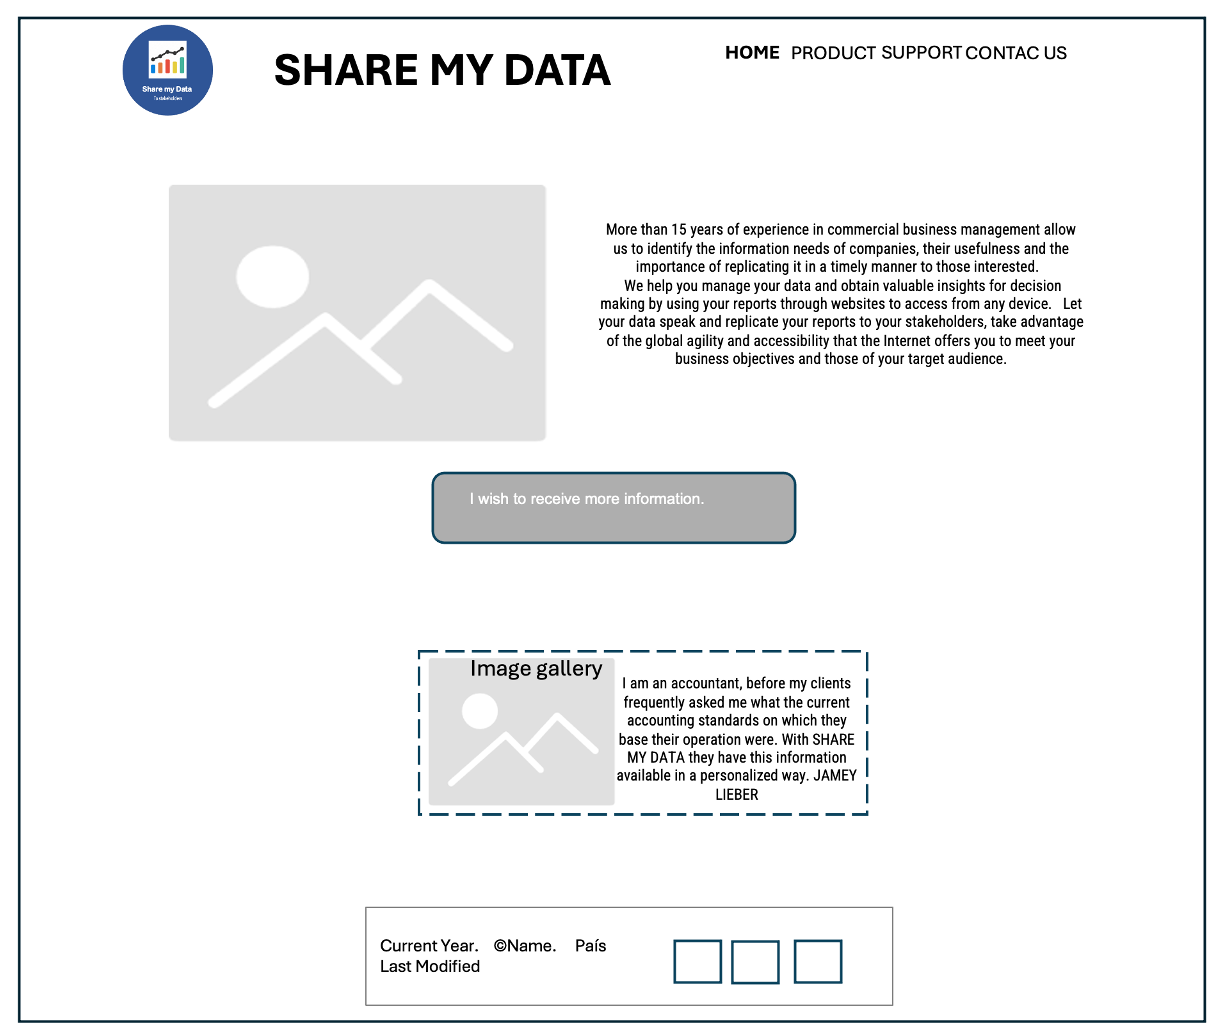 Share my Data
To stakeholders
SHARE MY DATA
HOME PRODUCT SUPPORT CONTAC US
More than 15 years of experience in commercial business management allow
us to identify the information needs of companies, their usefulness and the
importance of replicating it in a timely manner to those interested.
We help you manage your data and obtain valuable insights for decision
making by using your reports through websites to access from any device. Let
your data speak and replicate your reports to your stakeholders, take advantage
of the global agility and accessibility that the Internet offers you to meet your
business objectives and those of your target audience.
I wish to receive more information.
Image gallery
I am an accountant, before my clients
frequently asked me what the current
accounting standards on which they
base their operation were. With SHARE
MY DATA they have this information
available in a personalized way. JAMEY
LIEBER
Current Year. ©Name. País
Last Modified